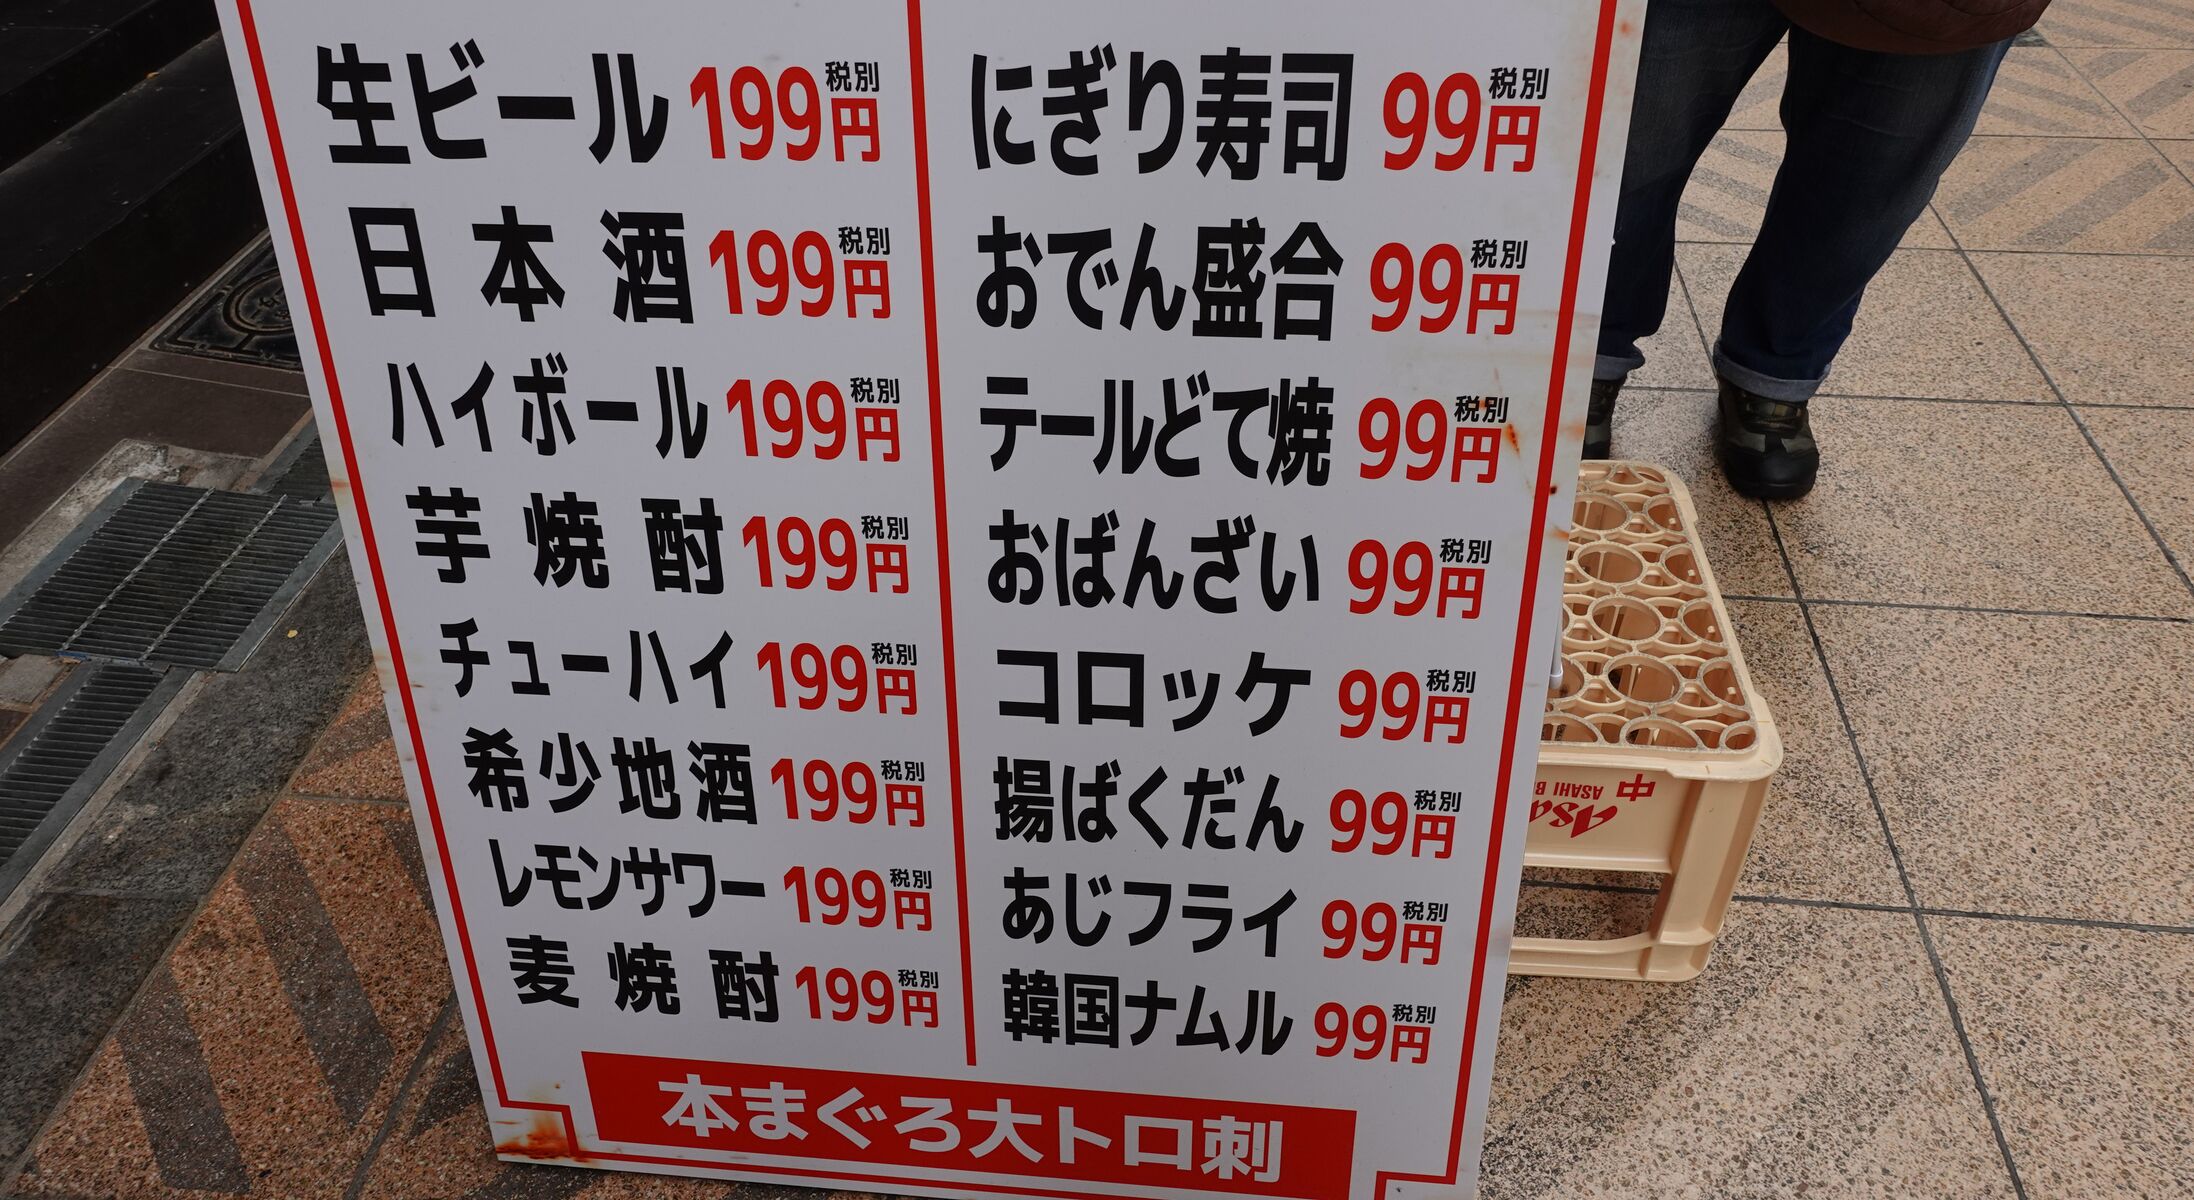 生ビール 199円 税別
日本酒 199円 税別
ハイボール 199円 税別
芋焼酎 199円 税別
チューハイ 199円 税別
希少地酒 199円 税別
レモンサワー 199円 税別
麦焼酎 199円 税別
にぎり寿司 99円 税別
おでん盛合 99円 税別
テールどて焼 99円 税別
おばんざい 99円 税別
コロッケ 99円 税別
揚ばくだん 99円 税別
あじフライ 99円 税別
韓国ナムル 99円 税別
本まぐろ大トロ刺
中
ASAHI
Asa